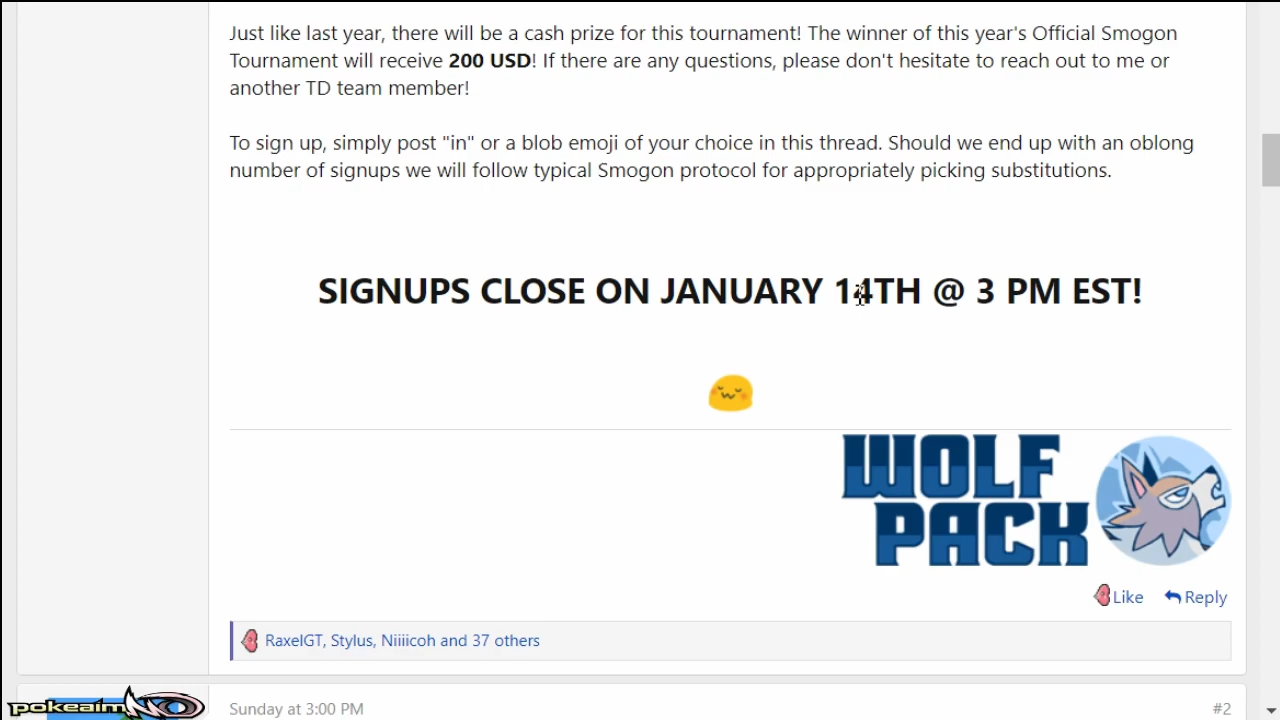 Just like last year, there will be a cash prize for this tournament! The winner of this year's Official Smogon
Tournament will receive 200 USD! If there are any questions, please don't hesitate to reach out to me or
another TD team member!
To sign up, simply post "in" or a blob emoji of your choice in this thread. Should we end up with an oblong
number of signups we will follow typical Smogon protocol for appropriately picking substitutions.
SIGNUPS CLOSE ON JANUARY 14TH @ 3 PM EST!
WOLF
PACK
Like Reply
RaxelGT, Stylus, Niiiicoh and 37 others
pokeaimMD
Sunday at 3:00 PM #2